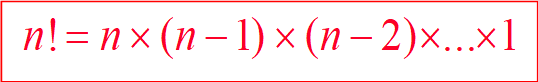 n! = n × (n − 1) × (n − 2)×...×1